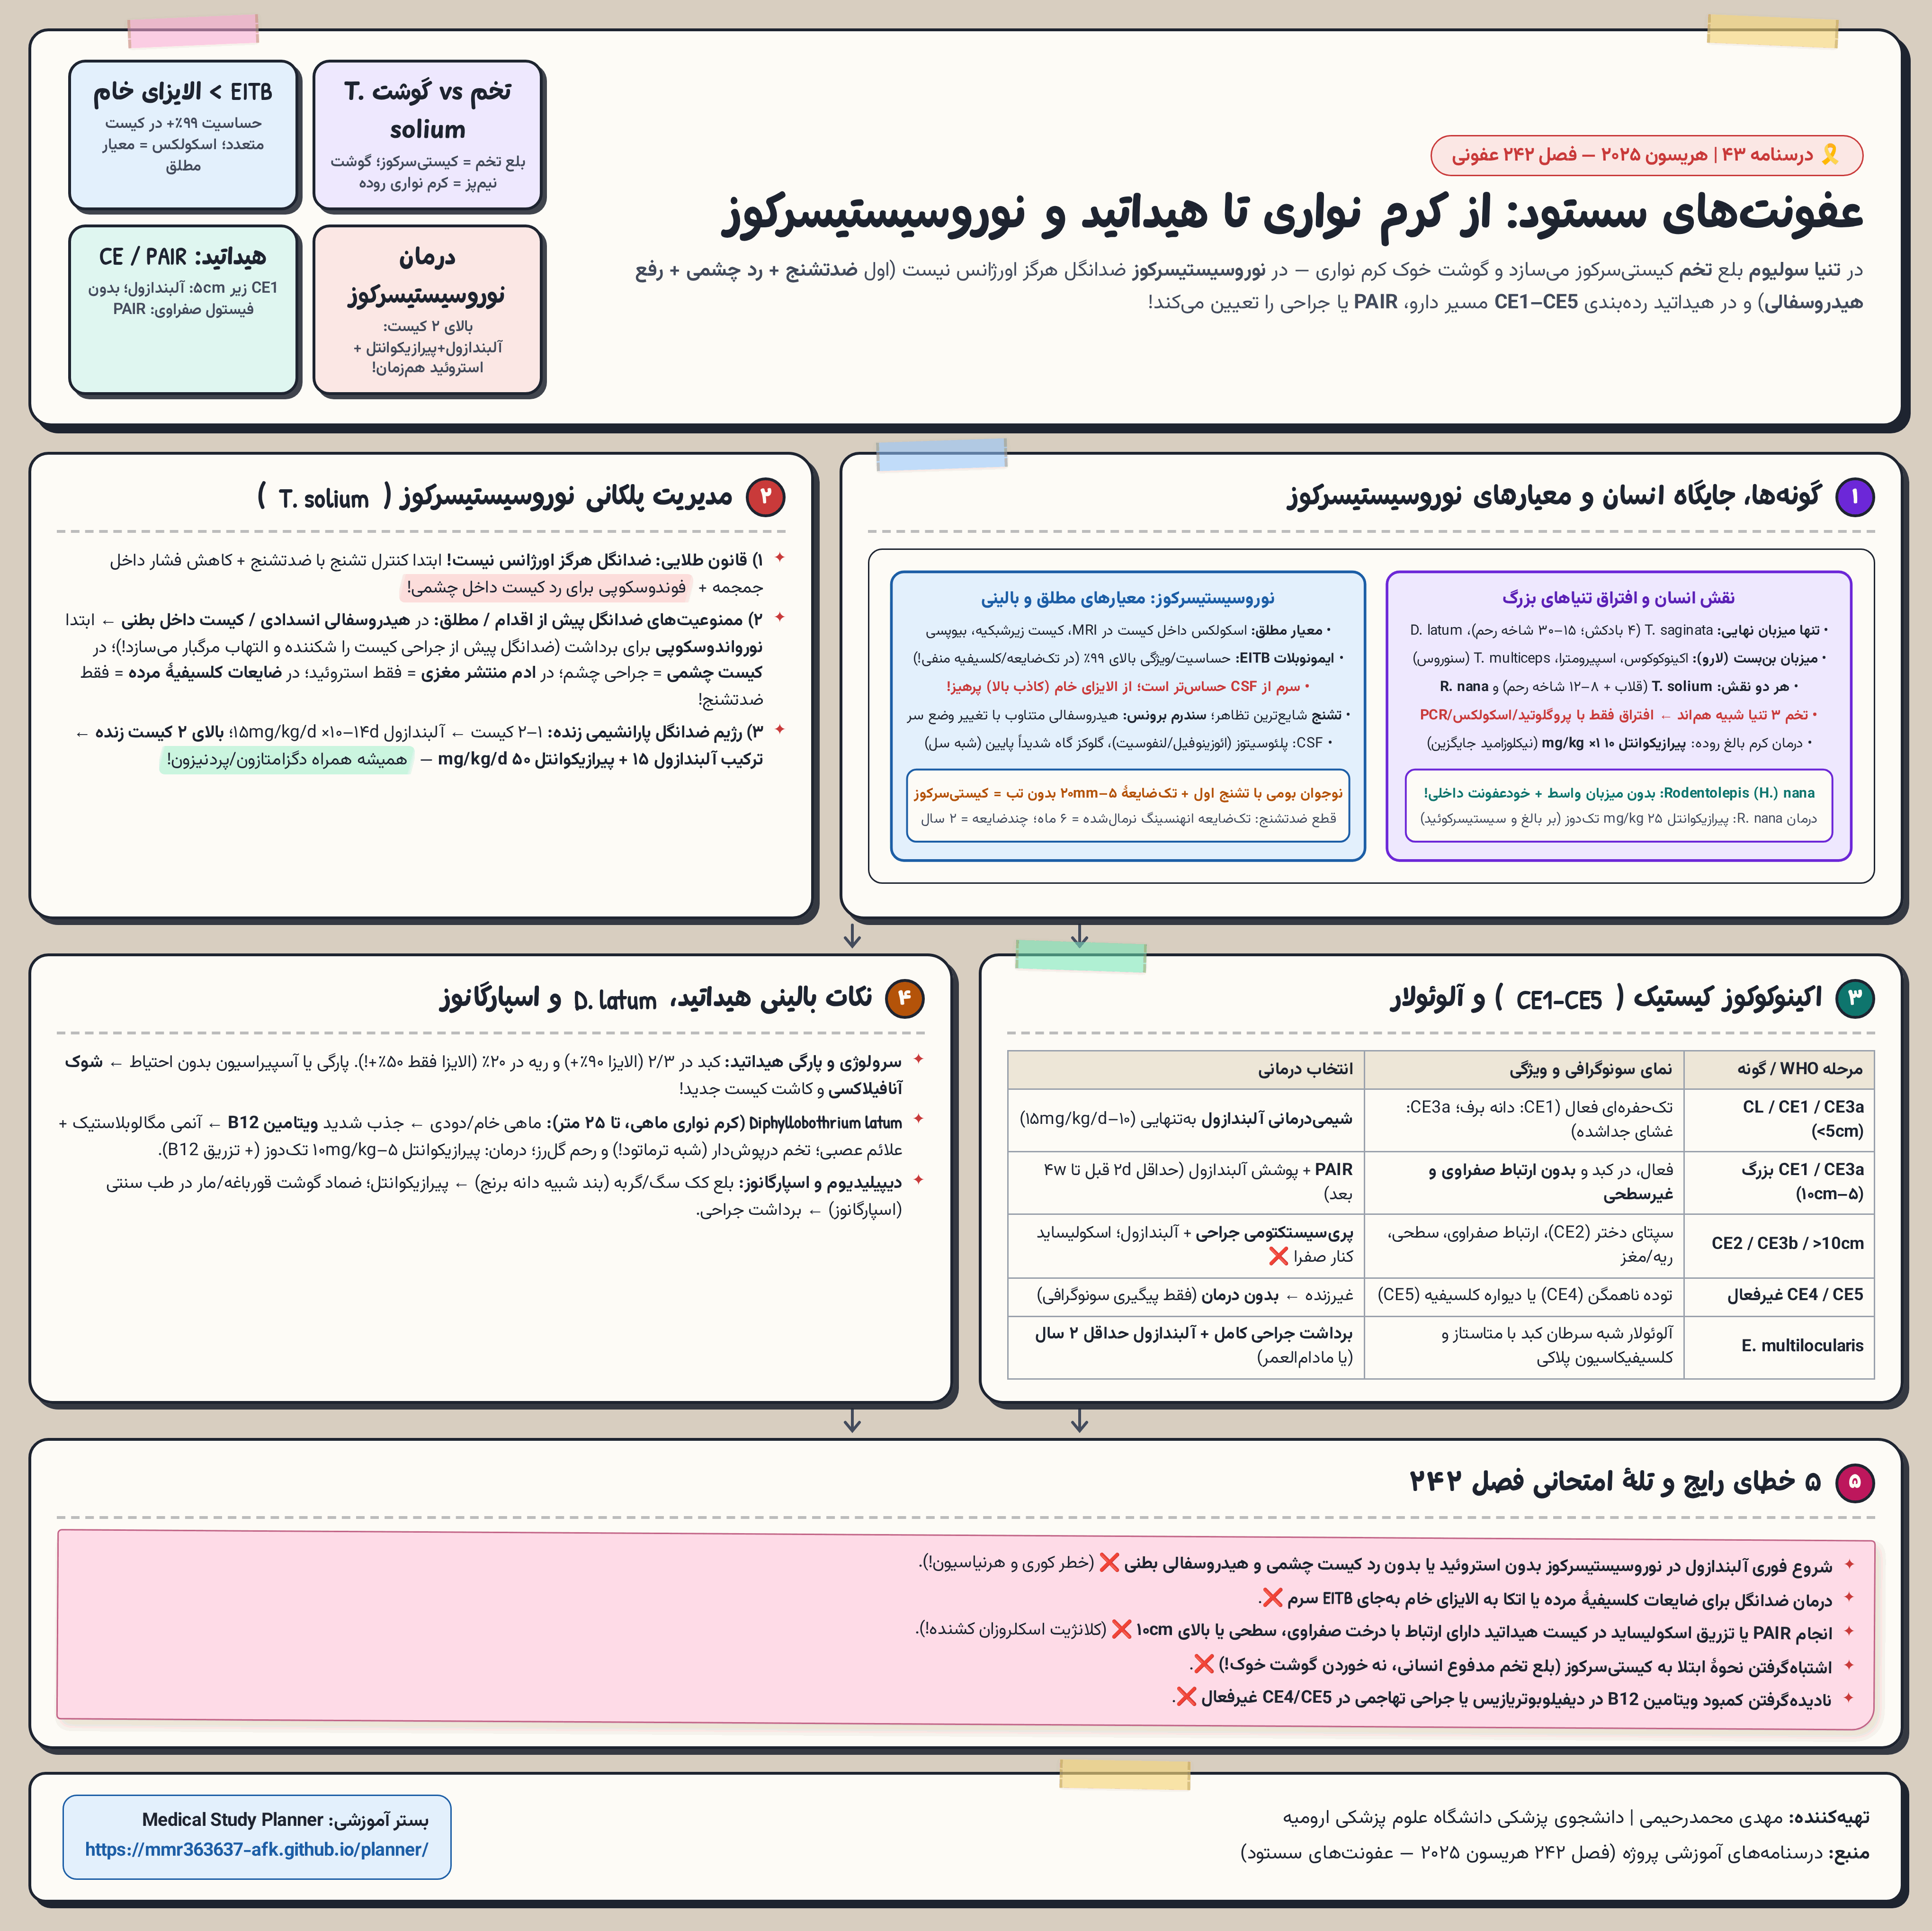 🎗️ درسنامه ۴۳ | هریسون ۲۰۲۵ — فصل ۲۴۲ عفونی
عفونت‌های سستود: از کرم نواری تا هیداتید و نوروسیستیسرکوز
در تنیا سولیوم بلع تخم کیستی‌سرکوز می‌سازد و گوشت خوک کرم نواری — در نوروسیستیسرکوز ضدانگل هرگز اورژانس نیست (اول ضدتشنج + رد چشمی + رفع
هیدروسفالی) و در هیداتید رده‌بندی CE1–CE5 مسیر دارو، PAIR یا جراحی را تعیین می‌کند!
تخم vs گوشت T.
solium
بلع تخم = کیستی‌سرکوز؛ گوشت
نیم‌پز = کرم نواری روده
EITB > الایزای خام
حساسیت ۹۹٪+ در کیست
متعدد؛ اسکولکس = معیار
مطلق
درمان
نوروسیستیسرکوز
بالای ۲ کیست:
آلبندازول+پیرازیکوانتل +
استروئید هم‌زمان!
هیداتید: CE / PAIR
CE1 زیر ۵cm: آلبندازول؛ بدون
فیستول صفراوی: PAIR
۱ گونه‌ها، جایگاه انسان و معیارهای نوروسیستیسرکوز
نقش انسان و افتراق تنیاهای بزرگ
• تنها میزبان نهایی: T. saginata (۴ بادکش؛ ۱۵–۳۰ شاخه رحم)، D. latum
• میزبان بن‌بست (لارو): اکینوکوکوس، اسپیرومترا، T. multiceps (سنوروس)
• هر دو نقش: T. solium (قلاب + ۸–۱۲ شاخه رحم) و R. nana
• تخم ۳ تنیا شبیه هم‌اند ← افتراق فقط با پروگلوتید/اسکولکس/PCR
• درمان کرم بالغ روده: پیرازیکوانتل ۱۰ mg/kg ×۱ (نیکلوزامید جایگزین)
Rodentolepis (H.) nana: بدون میزبان واسط + خودعفونت داخلی!
درمان R. nana: پیرازیکوانتل ۲۵ mg/kg تک‌دوز (بر بالغ و سیستیسرکوئید)
نوروسیستیسرکوز: معیارهای مطلق و بالینی
• معیار مطلق: اسکولکس داخل کیست در MRI، کیست زیرشبکیه، بیوپسی
• ایمونوبلات EITB: حساسیت/ویژگی بالای ۹۹٪ (در تک‌ضایعه/کلسیفیه منفی!)
• سرم از CSF حساس‌تر است؛ از الایزای خام (کاذب بالا) پرهیز!
• تشنج شایع‌ترین تظاهر؛ سندرم برونس: هیدروسفالی متناوب با تغییر وضع سر
• CSF: پلئوسیتوز (ائوزینوفیل/لنفوسیت)، گلوکز گاه شدیداً پایین (شبه سل)
نوجوان بومی با تشنج اول + تک‌ضایعهٔ ۵–۲۰mm بدون تب = کیستی‌سرکوز
قطع ضدتشنج: تک‌ضایعه انهنسینگ نرمال‌شده = ۶ ماه؛ چندضایعه = ۲ سال
۲ مدیریت پلکانی نوروسیستیسرکوز ( T. solium )
۱) قانون طلایی: ضدانگل هرگز اورژانس نیست! ابتدا کنترل تشنج با ضدتشنج + کاهش فشار داخل
جمجمه + فوندوسکوپی برای رد کیست داخل چشمی!
۲) ممنوعیت‌های ضدانگل پیش از اقدام / مطلق: در هیدروسفالی انسدادی / کیست داخل بطنی ← ابتدا
نورواندوسکوپی برای برداشت (ضدانگل پیش از جراحی کیست را شکننده و التهاب مرگبار می‌سازد!)؛ در
کیست چشمی = جراحی چشم؛ در ادم منتشر مغزی = فقط استروئید؛ در ضایعات کلسیفیهٔ مرده = فقط
ضدتشنج!
۳) رژیم ضدانگل پارانشیمی زنده: ۱–۲ کیست ← آلبندازول ۱۵mg/kg/d ×۱۰–۱۴d؛ بالای ۲ کیست زنده ←
ترکیب آلبندازول ۱۵ + پیرازیکوانتل ۵۰ mg/kg/d — همیشه همراه دگزامتازون/پردنیزون!
۳ اکینوکوکوز کیستیک ( CE1–CE5 ) و آلوئولار
مرحله WHO / گونه
نمای سونوگرافی و ویژگی
انتخاب درمانی
CL / CE1 / CE3a
(<5cm)
تک‌حفره‌ای فعال (CE1: دانه برف؛ CE3a:
غشای جداشده)
شیمی‌درمانی آلبندازول به‌تنهایی (۱۰–۱۵mg/kg/d)
CE1 / CE3a بزرگ
(۵–۱۰cm)
فعال، در کبد و بدون ارتباط صفراوی و
غیرسطحی
PAIR + پوشش آلبندازول (حداقل ۲d قبل تا ۴w
بعد)
CE2 / CE3b / >10cm
سپتای دختر (CE2)، ارتباط صفراوی، سطحی،
ریه/مغز
پری‌سیستکتومی جراحی + آلبندازول؛ اسکولیساید
کنار صفرا ❌
CE4 / CE5 غیرفعال
توده ناهمگن (CE4) یا دیواره کلسیفیه (CE5)
غیرزنده ← بدون درمان (فقط پیگیری سونوگرافی)
E. multilocularis
آلوئولار شبه سرطان کبد با متاستاز و
کلسیفیکاسیون پلاکی
برداشت جراحی کامل + آلبندازول حداقل ۲ سال
(یا مادام‌العمر)
۴ نکات بالینی هیداتید، D. latum و اسپارگانوز
سرولوژی و پارگی هیداتید: کبد در ۲/۳ (الایزا ۹۰٪+) و ریه در ۲۰٪ (الایزا فقط ۵۰٪+!). پارگی یا آسپیراسیون بدون احتیاط ← شوک
آنافیلاکسی و کاشت کیست جدید!
Diphyllobothrium latum (کرم نواری ماهی، تا ۲۵ متر): ماهی خام/دودی ← جذب شدید ویتامین B12 ← آنمی مگالوبلاستیک +
علائم عصبی؛ تخم درپوش‌دار (شبه ترماتود!) و رحم گل‌رز؛ درمان: پیرازیکوانتل ۵–۱۰mg/kg تک‌دوز (+ تزریق B12).
دیپیلیدیوم و اسپارگانوز: بلع کک سگ/گربه (بند شبیه دانه برنج) ← پیرازیکوانتل؛ ضماد گوشت قورباغه/مار در طب سنتی
(اسپارگانوز) ← برداشت جراحی.
۵ ۵ خطای رایج و تلهٔ امتحانی فصل ۲۴۲
شروع فوری آلبندازول در نوروسیستیسرکوز بدون استروئید یا بدون رد کیست چشمی و هیدروسفالی بطنی ❌ (خطر کوری و هرنیاسیون!).
درمان ضدانگل برای ضایعات کلسیفیهٔ مرده یا اتکا به الایزای خام به‌جای EITB سرم ❌.
انجام PAIR یا تزریق اسکولیساید در کیست هیداتید دارای ارتباط با درخت صفراوی، سطحی یا بالای ۱۰cm ❌ (کلانژیت اسکلروزان کشنده!).
اشتباه‌گرفتن نحوهٔ ابتلا به کیستی‌سرکوز (بلع تخم مدفوع انسانی، نه خوردن گوشت خوک!) ❌.
نادیده‌گرفتن کمبود ویتامین B12 در دیفیلوبوتریازیس یا جراحی تهاجمی در CE4/CE5 غیرفعال ❌.
تهیه‌کننده: مهدی محمدرحیمی | دانشجوی پزشکی دانشگاه علوم پزشکی ارومیه
منبع: درسنامه‌های آموزشی پروژه (فصل ۲۴۲ هریسون ۲۰۲۵ — عفونت‌های سستود)
بستر آموزشی: Medical Study Planner
https://mmr363637-afk.github.io/planner/